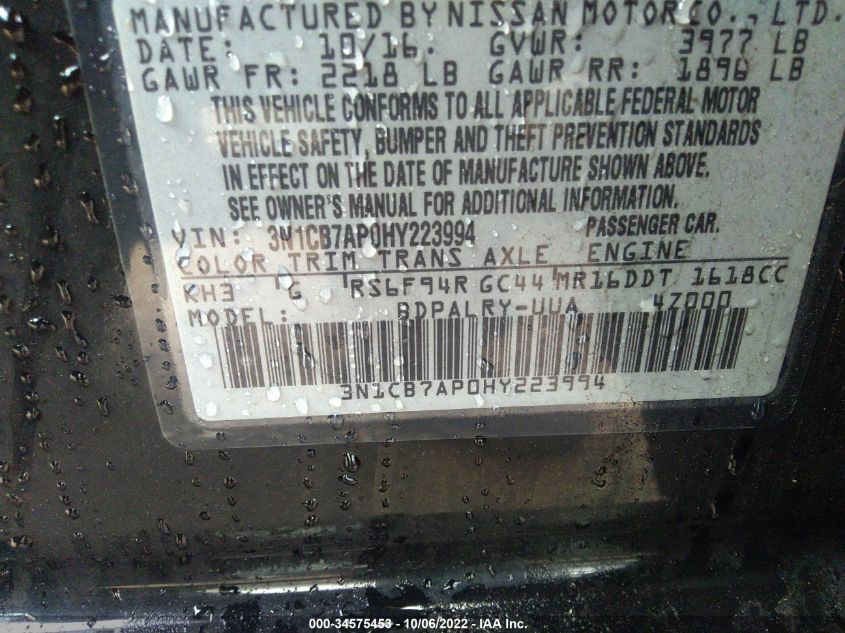 MANUFACTURED BY NISSAN MOTOR CO., LTD.
DATE: 10/16. GVWR: 3977 LB
GAWR FR: 2218 LB GAWR RR: 1896 LB
THIS VEHICLE CONFORMS TO ALL APPLICABLE FEDERAL MOTOR
VEHICLE SAFETY, BUMPER AND THEFT PREVENTION STANDARDS
IN EFFECT ON THE DATE OF MANUFACTURE SHOWN ABOVE.
SEE OWNER'S MANUAL FOR ADDITIONAL INFORMATION.
VIN: 3N1CB7AP0HY223994 PASSENGER CAR.
COLOR TRIM TRANS AXLE ENGINE
KH3 G RS6F94R GC44 MR16DDT 1618CC
MODEL: BDPALRY-UUA 4Z000
3N1CB7AP0HY223994
000-34575453 - 10/06/2022 - IAA Inc.